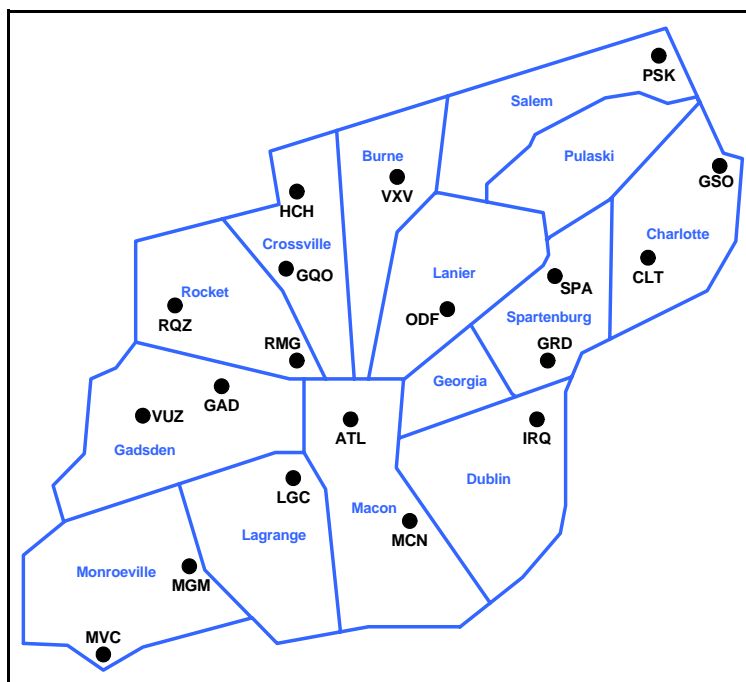 PSK
Salem
Burne
Pulaski
GSO
VXV
HCH
Charlotte
Crossville
GQO
Lanier
CLT
Rocket
SPA
RQZ
ODF
Spartenburg
RMG
GRD
Georgia
GAD
VUZ
ATL
IRQ
Gadsden
Dublin
LGC
Macon
Lagrange
MCN
Monroeville
MGM
MVC